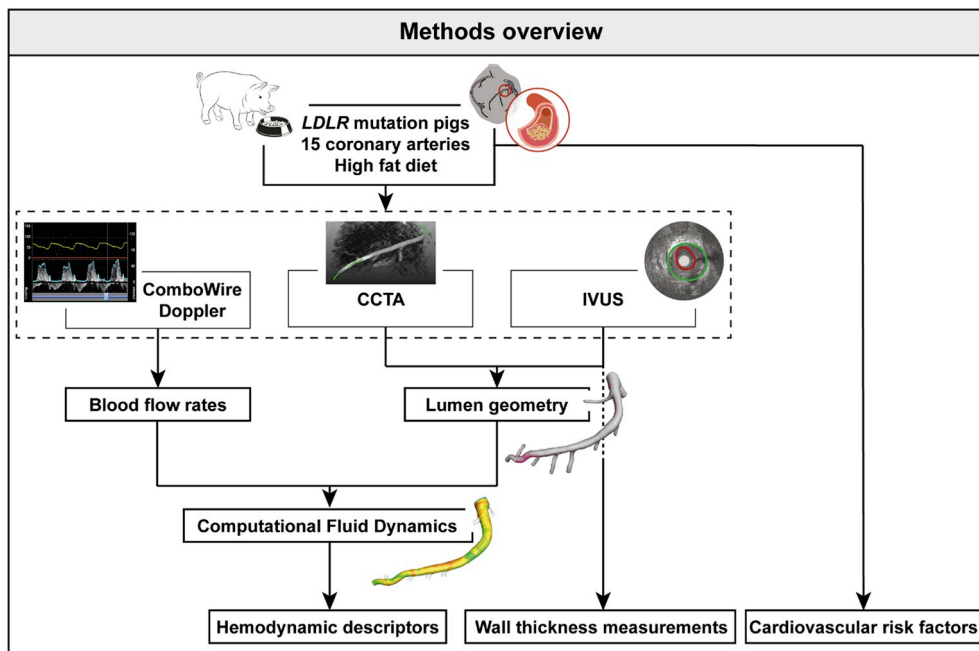 Methods overview
LDLR mutation pigs
15 coronary arteries
High fat diet
ComboWire
Doppler
CCTA
IVUS
Blood flow rates
Lumen geometry
Computational Fluid Dynamics
Hemodynamic descriptors
Wall thickness measurements
Cardiovascular risk factors